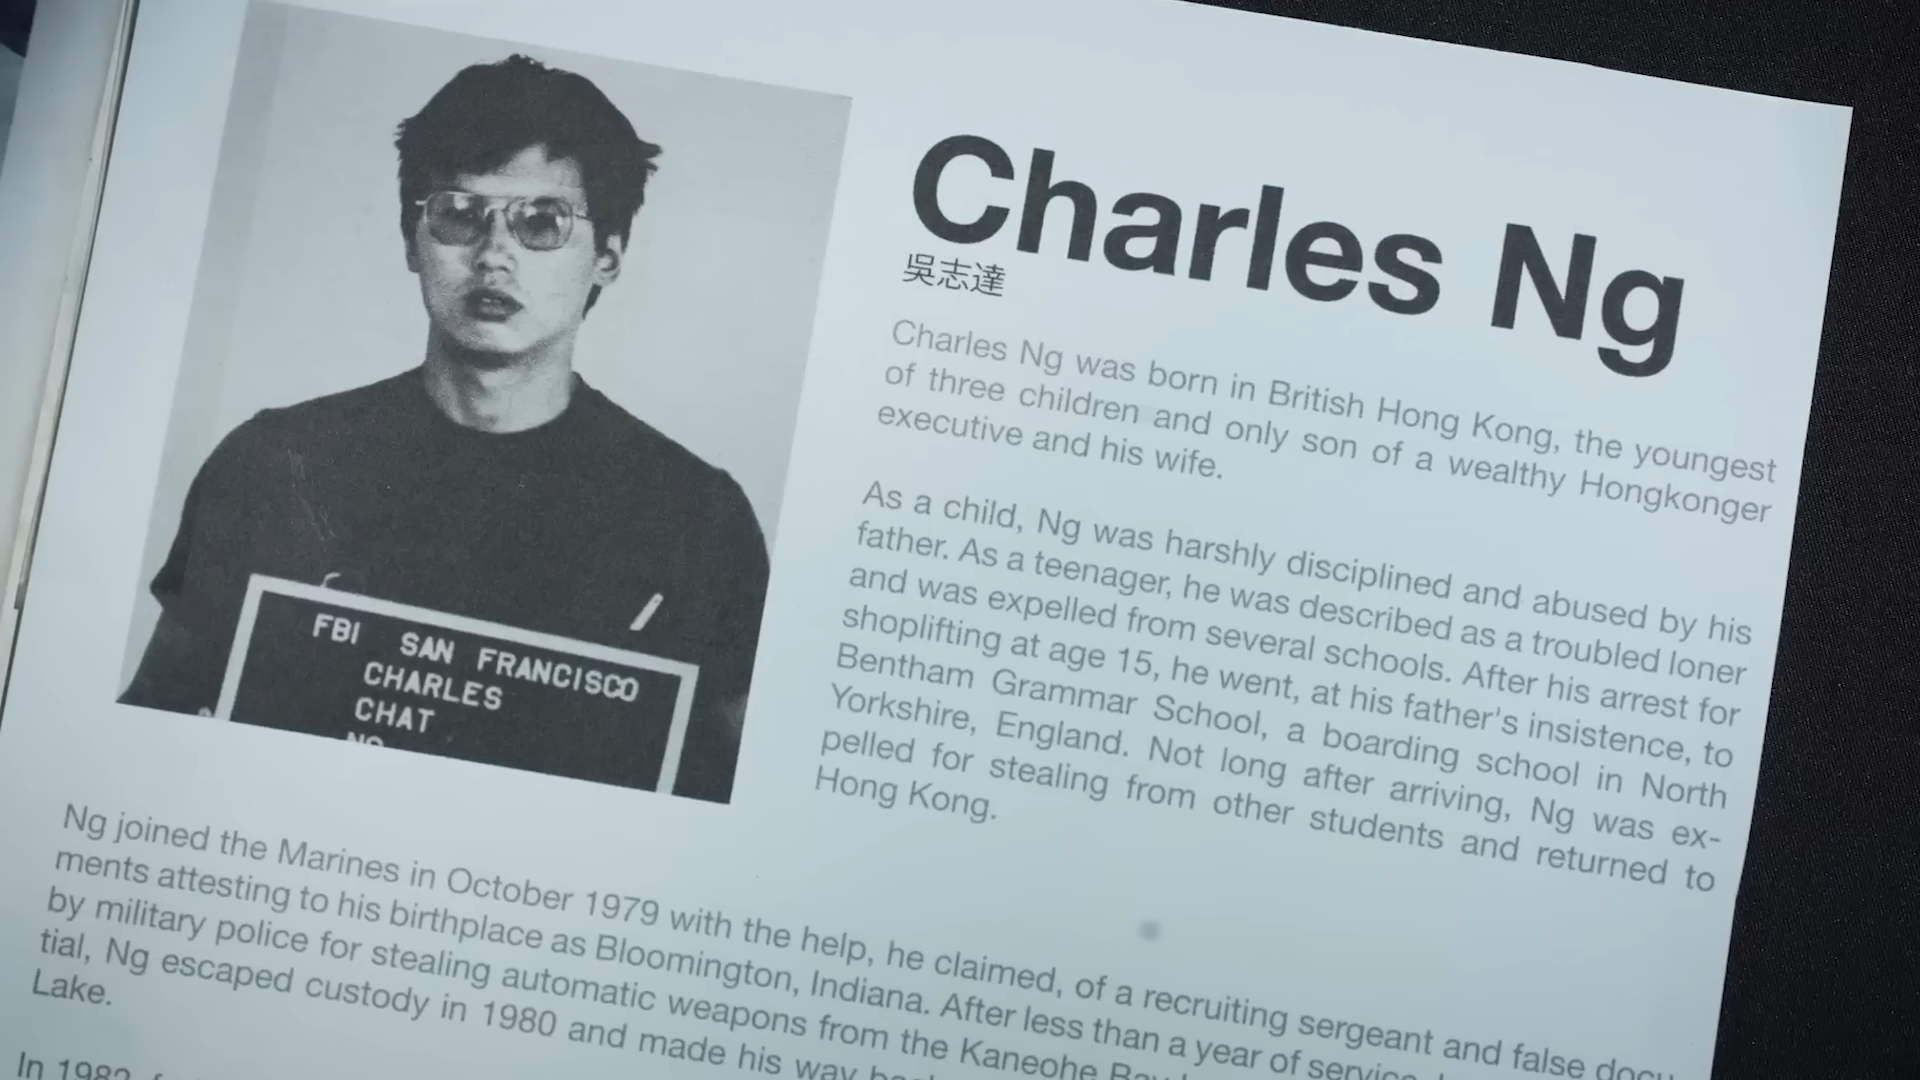 Charles Ng
吳志達
Charles Ng was born in British Hong Kong, the youngest
of three children and only son of a wealthy Hongkonger
executive and his wife.
As a child, Ng was harshly disciplined and abused by his
father. As a teenager, he was described as a troubled loner
and was expelled from several schools. After his arrest for
shoplifting at age 15, he went, at his father's insistence, to
Bentham Grammar School, a boarding school in North
Yorkshire, England. Not long after arriving, Ng was ex-
pelled for stealing from other students and returned to
Hong Kong.
FBI SAN FRANCISCO
CHARLES
CHAT
NG
Ng joined the Marines in October 1979 with the help, he claimed, of a recruiting sergeant and false docu
ments attesting to his birthplace as Bloomington, Indiana. After less than a year of service
by military police for stealing automatic weapons from the Kaneohe Bay
tial, Ng escaped custody in 1980 and made his way
Lake.
In 1982